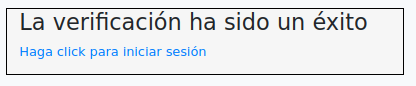 La verificación ha sido un éxito
Haga click para iniciar sesión